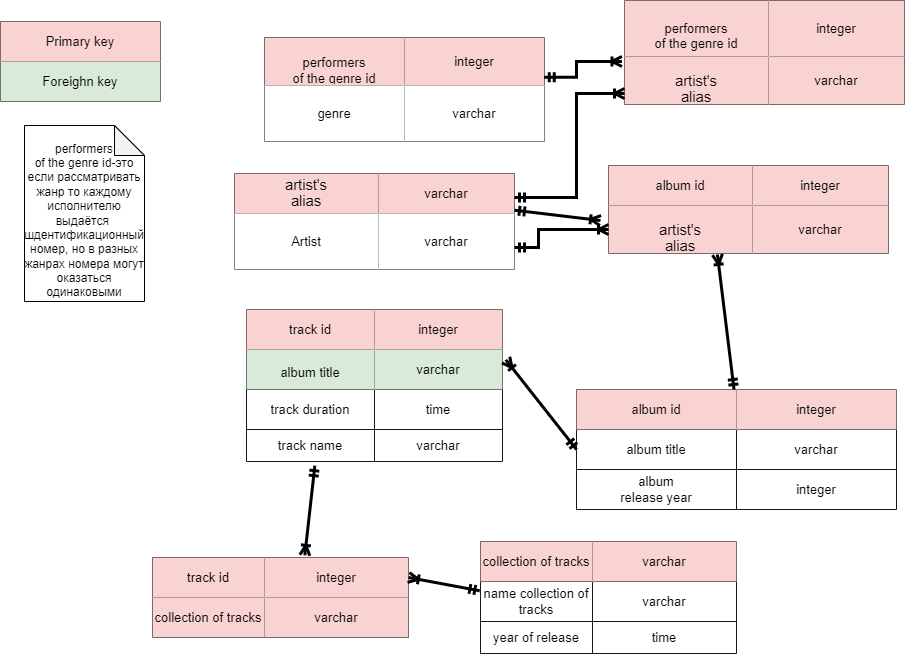 Primary key
Foreighn key
performers
of the genre id-это
если рассматривать
жанр то каждому
исполнителю
выдаётся
щдентификационный
номер, но в разных
жанрах номера могут
оказаться
одинаковыми
performers
of the genre id
integer
genre
varchar
performers
of the genre id
integer
artist's
alias
varchar
artist's
alias
varchar
Artist
varchar
album id
integer
artist's
alias
varchar
track id
integer
album title
varchar
track duration
time
track name
varchar
album id
integer
album title
varchar
album
release year
integer
track id
integer
collection of tracks
varchar
collection of tracks
varchar
name collection of
tracks
varchar
year of release
time